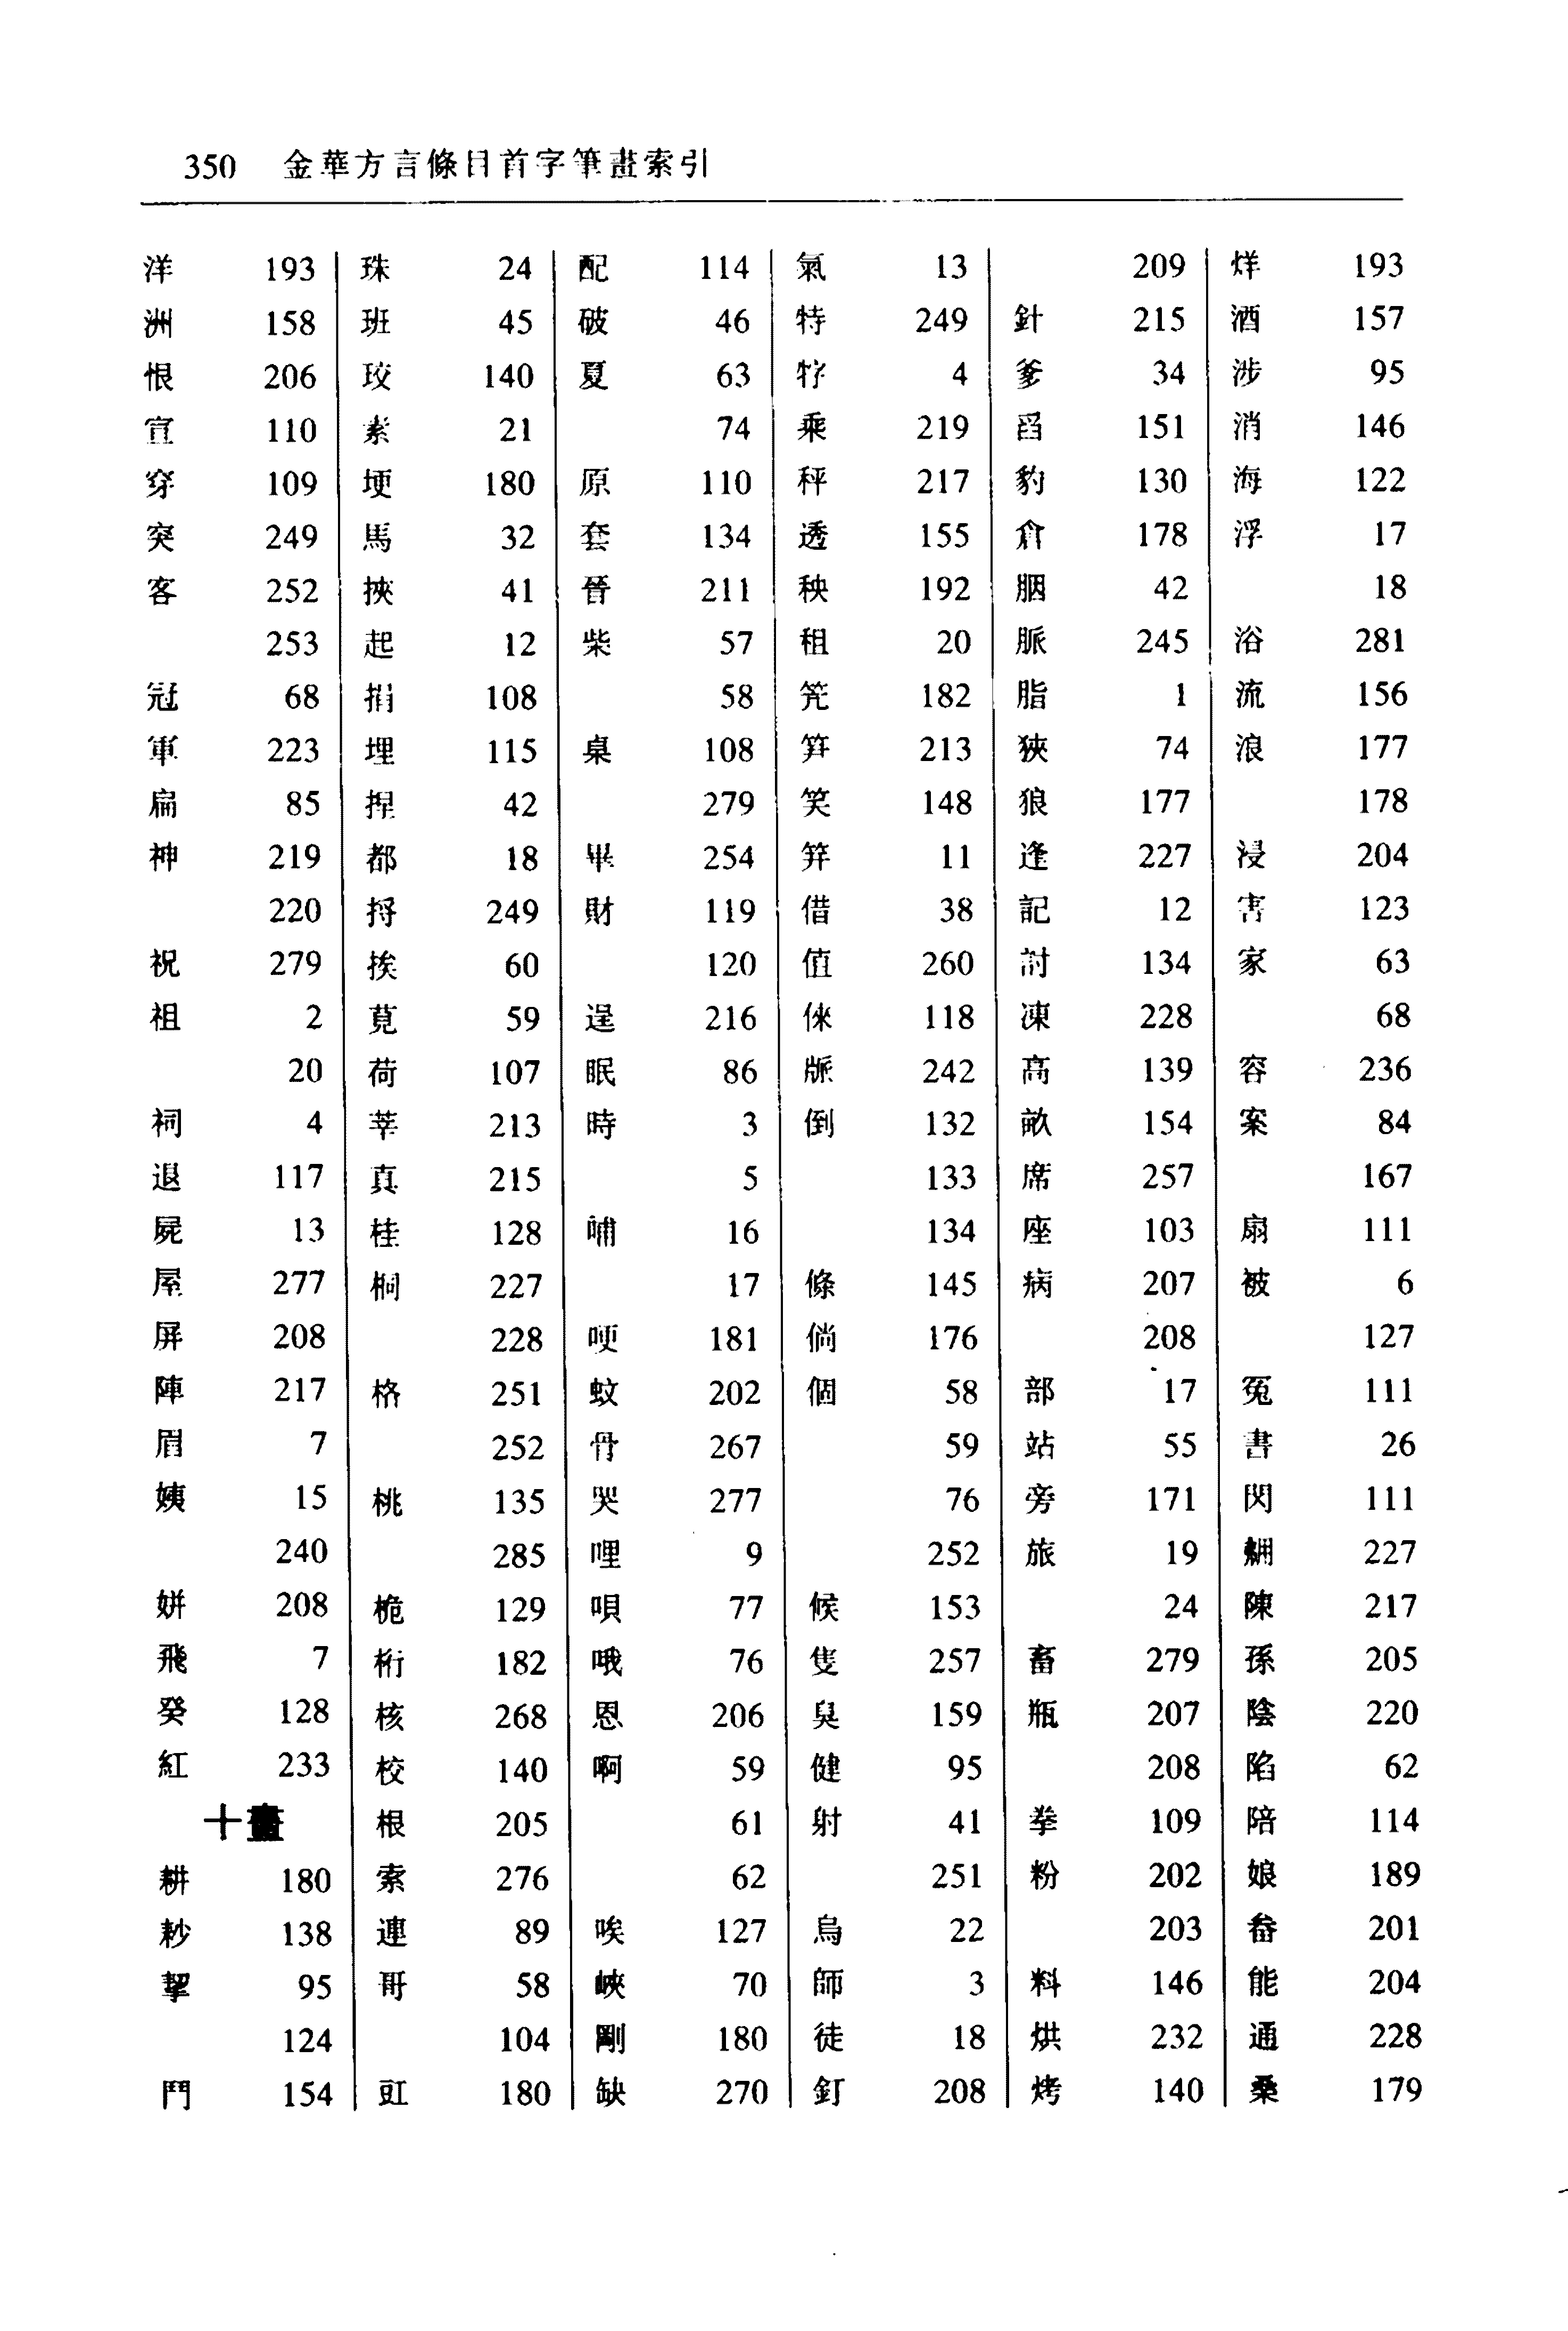 350 金華方言條目首字筆畫索引
洋 193
洲 158
恨 206
宣 110
穿 109
突 249
客 252
253
冠 68
軍 223
扁 85
神 219
220
祝 279
祖 2
20
祠 4
退 117
屍 13
屋 277
屏 208
陣 217
眉 7
姨 15
240
姘 208
飛 7
癸 128
紅 233
十畫
耕 180
耖 138
挈 95
124
鬥 154
珠 24
班 45
珓 140
素 21
埂 180
馬 32
挾 41
起 12
捐 108
埋 115
捏 42
都 18
捋 249
挨 60
莧 59
荷 107
莘 213
真 215
桂 128
桐 227
228
格 251
252
桃 135
285
桅 129
桁 182
核 268
校 140
根 205
索 276
連 89
哥 58
104
豇 180
配 114
破 46
夏 63
74
原 110
套 134
晉 211
柴 57
58
桌 108
279
畢 254
財 119
120
逞 216
眠 86
時 3
5
哺 16
17
哽 181
蚊 202
骨 267
哭 277
哩 9
唄 77
哦 76
恩 206
啊 59
61
62
唉 127
峽 70
剛 180
缺 270
氣 13
特 249
牸 4
乘 219
秤 217
透 155
秧 192
租 20
筅 182
笄 213
笑 148
笄 11
借 38
值 260
倈 118
242
倒 132
133
134
條 145
倘 176
個 58
59
76
252
候 153
隻 257
臭 159
健 95
射 41
251
烏 22
師 3
徒 18
釘 208
209
針 215
爹 34
舀 151
豹 130
倉 178
胭 42
脈 245
脂 1
狹 74
狼 177
逢 227
記 12
討 134
凍 228
高 139
畝 154
席 257
座 103
病 207
208
部 17
站 55
旁 171
旅 19
24
畜 279
瓶 207
208
拳 109
粉 202
203
料 146
烘 232
烤 140
烊 193
酒 157
涉 95
消 146
海 122
浮 17
18
浴 281
流 156
浪 177
178
浸 204
害 123
家 63
68
容 236
案 84
167
扇 111
被 6
127
冤 111
書 26
閃 111
227
陳 217
孫 205
陰 220
陷 62
陪 114
娘 189
畚 201
能 204
通 228
桑 179